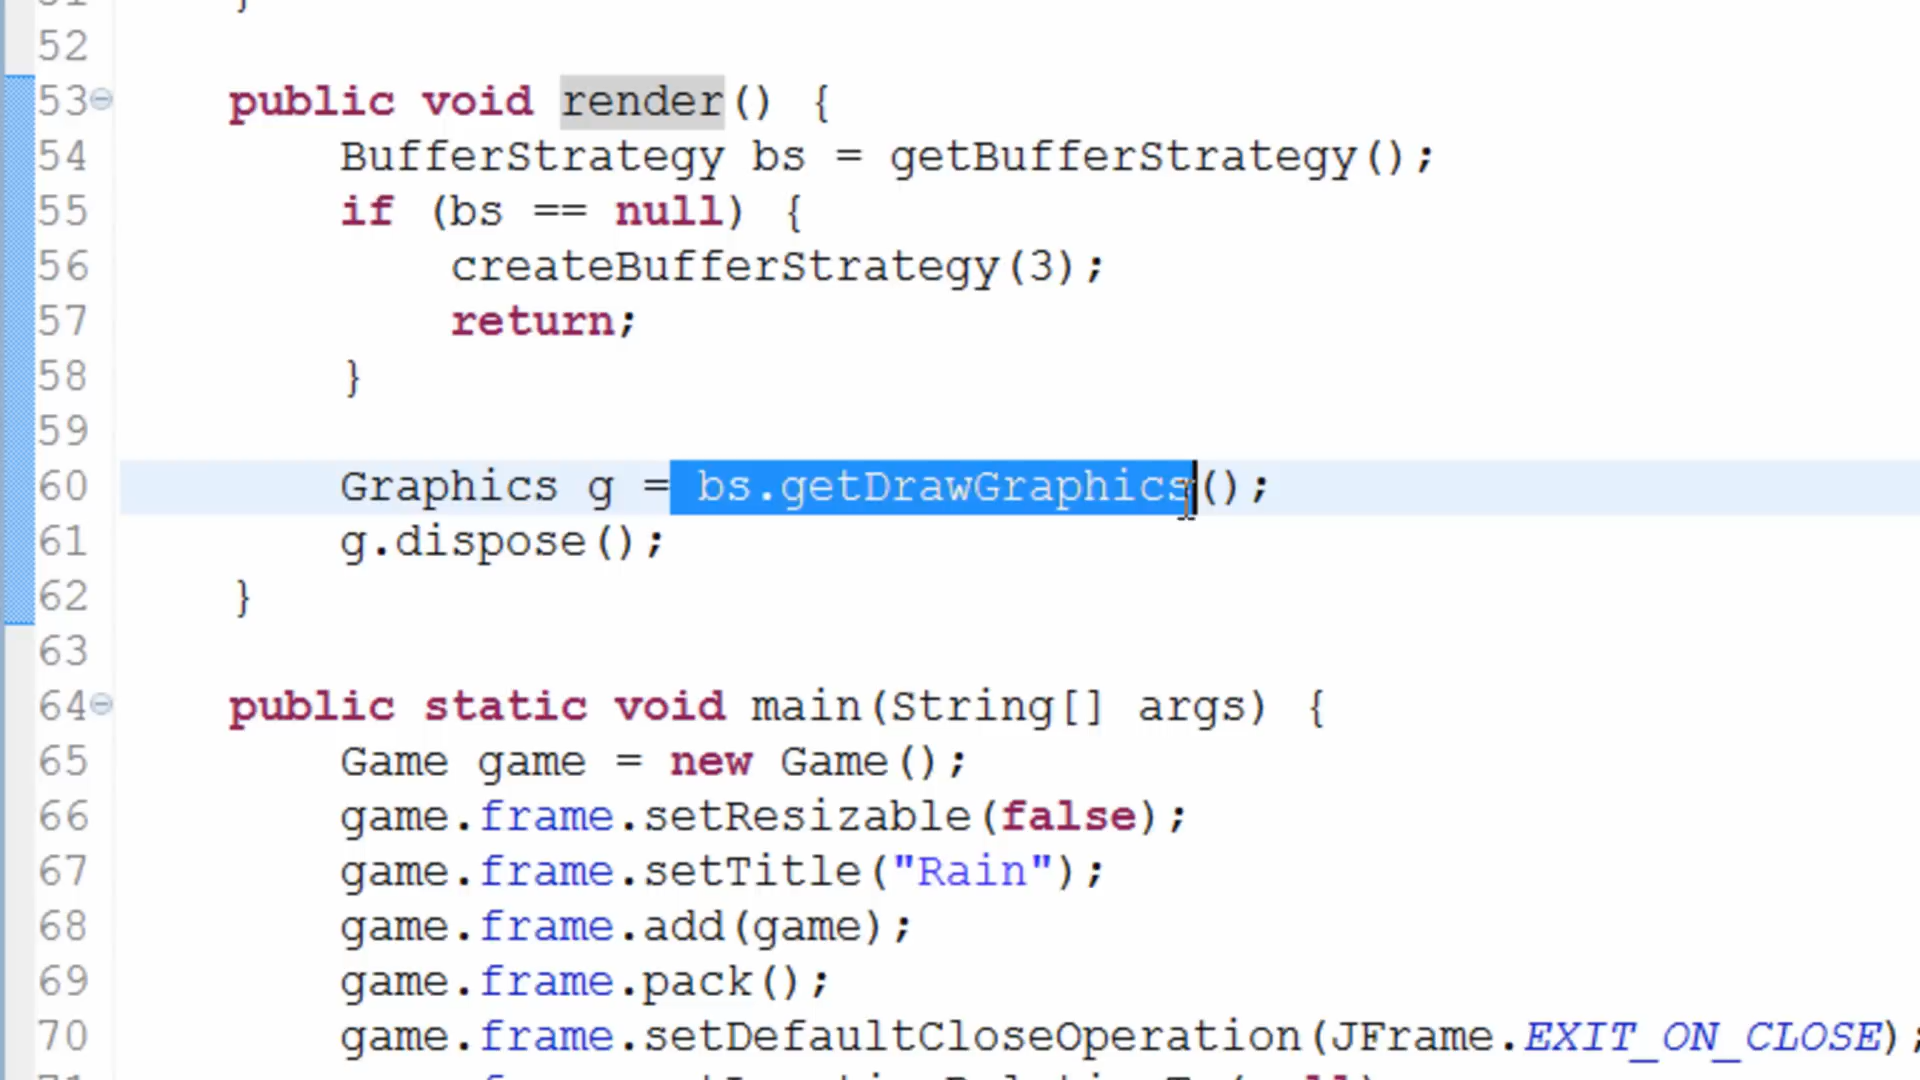 52
53 public void render() {
54 BufferStrategy bs = getBufferStrategy();
55 if (bs == null) {
56 createBufferStrategy(3);
57 return;
58 }
59
60 Graphics g = bs.getDrawGraphics();
61 g.dispose();
62 }
63
64 public static void main(String[] args) {
65 Game game = new Game();
66 game.frame.setResizable(false);
67 game.frame.setTitle("Rain");
68 game.frame.add(game);
69 game.frame.pack();
70 game.frame.setDefaultCloseOperation(JFrame.EXIT_ON_CLOSE);